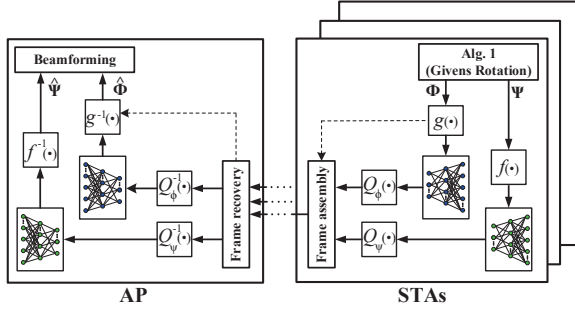 Beamforming
Ψ̂
Φ̂
g⁻¹(•)
f⁻¹(•)
Q_ϕ⁻¹(•)
Q_ψ⁻¹(•)
Frame recovery
AP
Alg. 1
(Givens Rotation)
Φ
Ψ
g(•)
f(•)
Q_ϕ(•)
Q_ψ(•)
Frame assembly
STAs